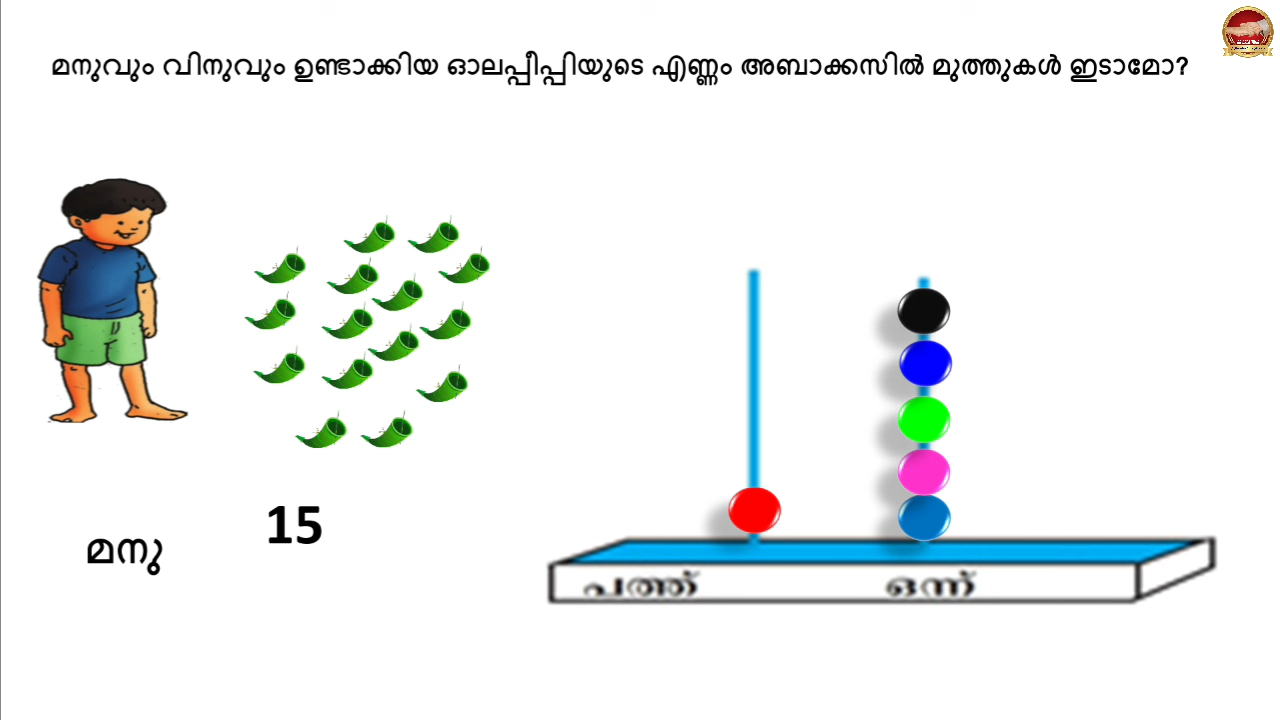 മനുവും വിനുവും ഉണ്ടാക്കിയ ഓലപ്പീപ്പിയുടെ എണ്ണം അബാക്കസിൽ മുത്തുകൾ ഇടാമോ?
15
മനു
പത്ത് ഒന്ന്